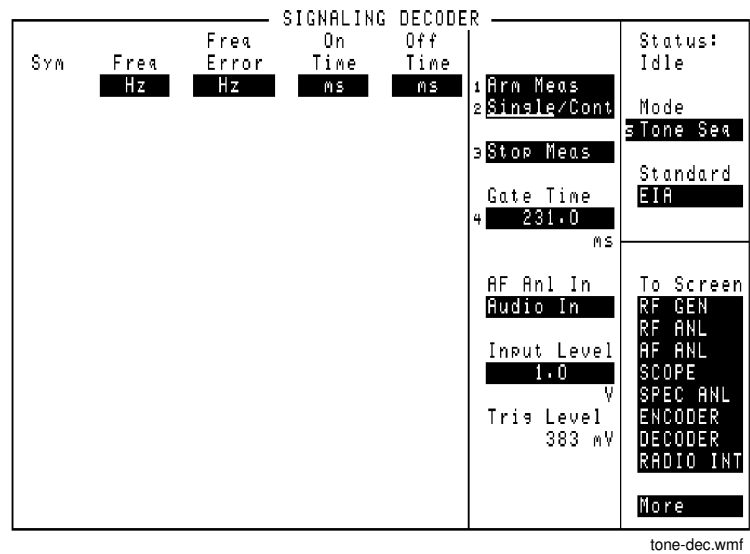 SIGNALING DECODER
Sym Freq Freq Error On Time Off Time
Hz Hz ms ms
1 Arm Meas
2 Single/Cont
3 Stop Meas
Gate Time
4 231.0
ms
AF Anl In
Audio In
Input Level
1.0
V
Trig Level
383 mV
Status:
Idle
Mode
s Tone Seq
Standard
EIA
To Screen
RF GEN
RF ANL
AF ANL
SCOPE
SPEC ANL
ENCODER
DECODER
RADIO INT
More
tone-dec.wmf